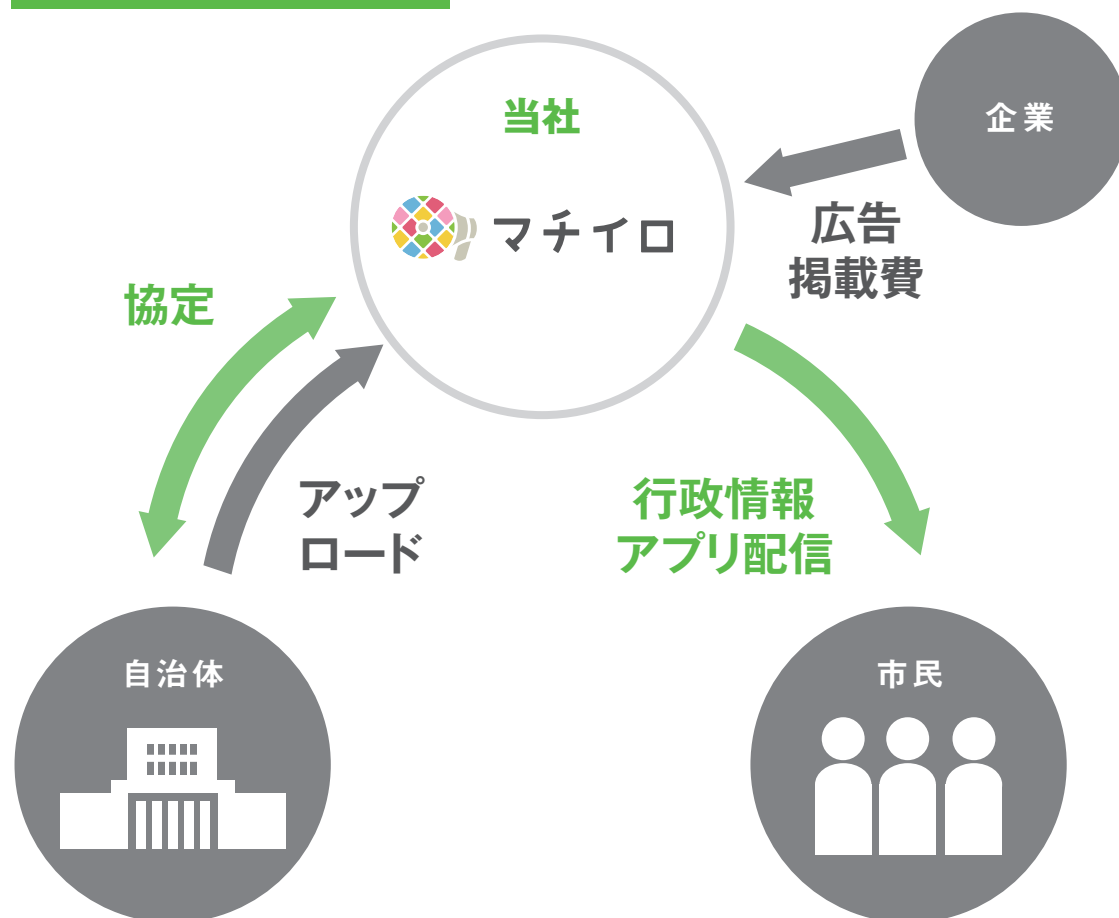 当社
マチイロ
企業
広告
掲載費
協定
アップ
ロード
行政情報
アプリ配信
自治体
市民